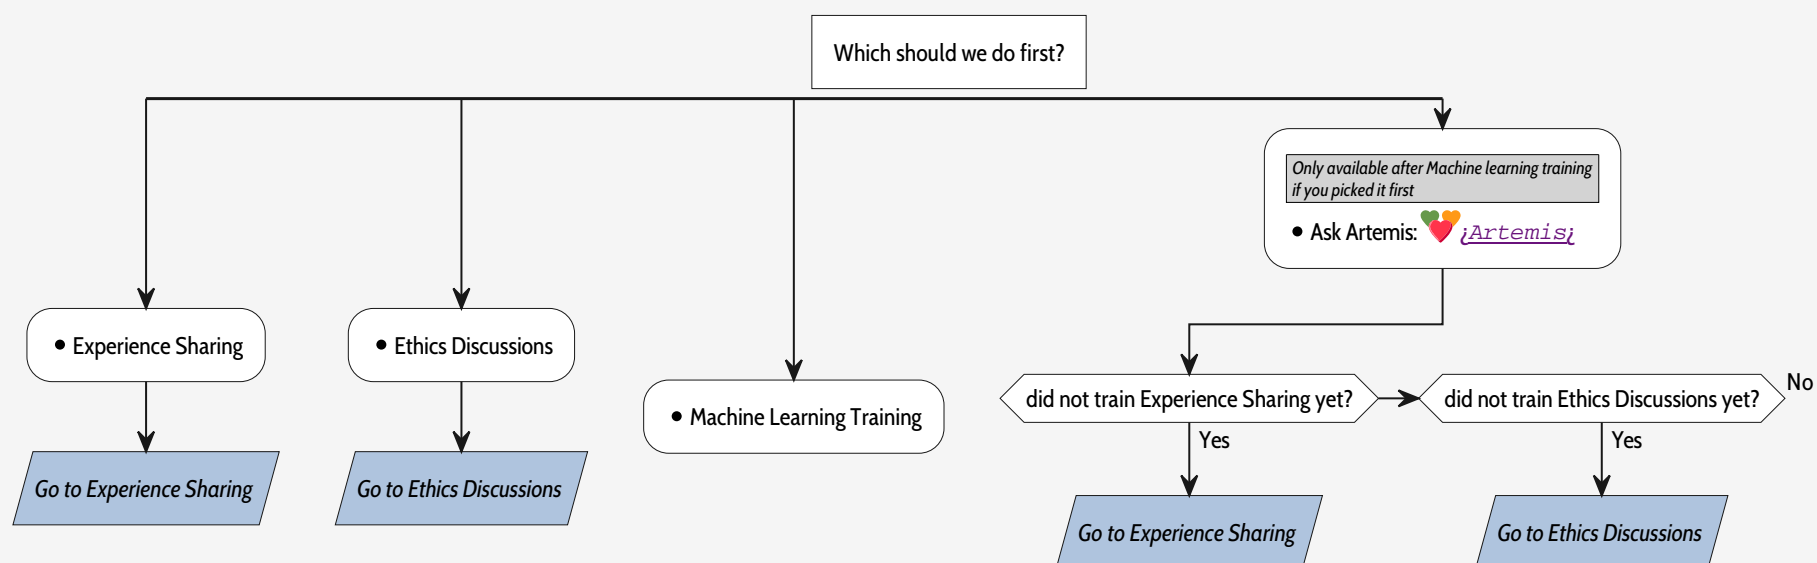 Which should we do first?
Only available after Machine learning training
if you picked it first
• Ask Artemis: ¿Artemis¿
• Experience Sharing
• Ethics Discussions
• Machine Learning Training
did not train Experience Sharing yet?
did not train Ethics Discussions yet?
No
Yes
Yes
Go to Experience Sharing
Go to Ethics Discussions
Go to Experience Sharing
Go to Ethics Discussions